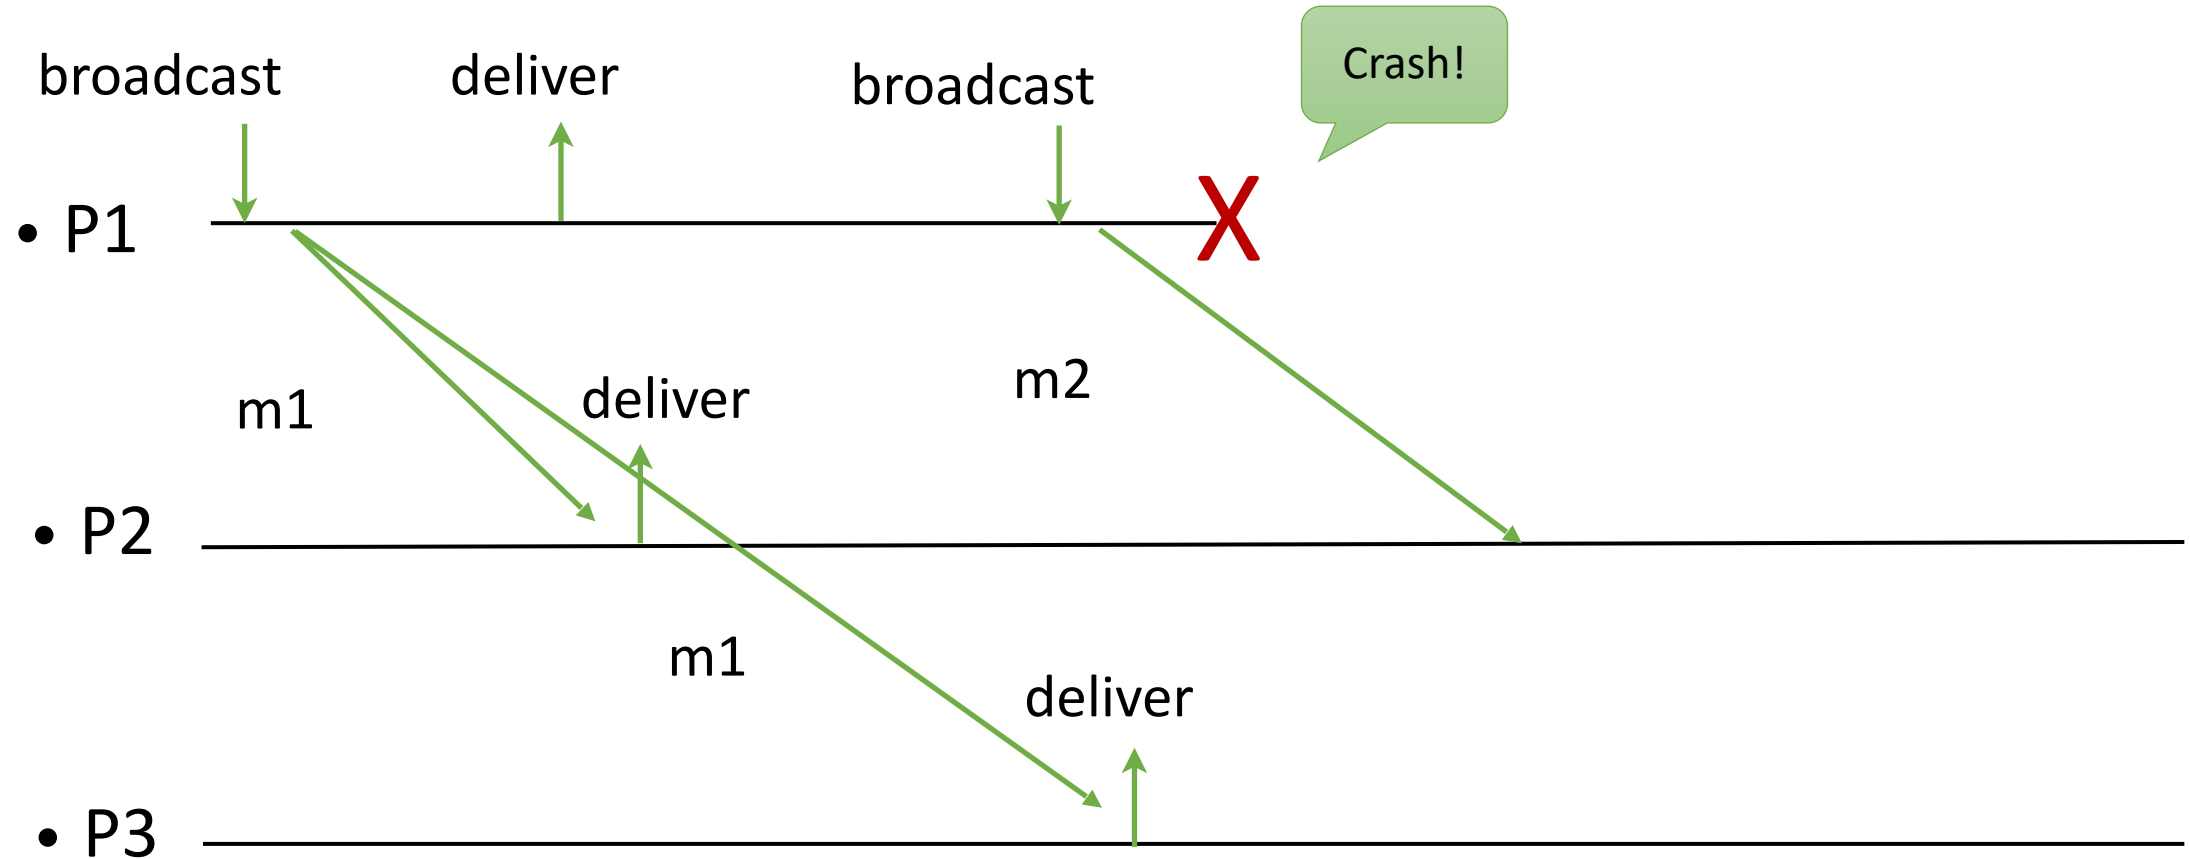 broadcast
deliver
broadcast
Crash!
• P1
m1
deliver
m2
• P2
m1
deliver
• P3